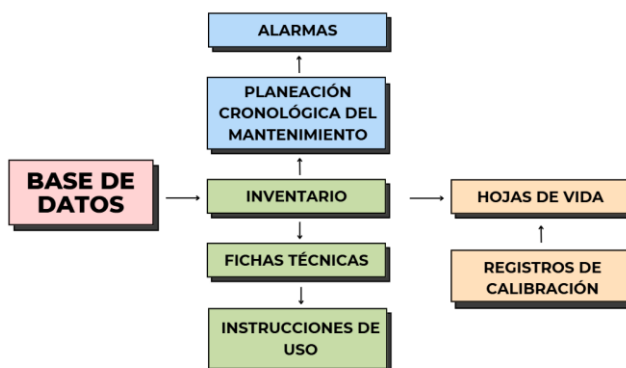 ALARMAS
PLANEACIÓN
CRONOLÓGICA DEL
MANTENIMIENTO
BASE DE
DATOS
INVENTARIO
HOJAS DE VIDA
FICHAS TÉCNICAS
REGISTROS DE
CALIBRACIÓN
INSTRUCCIONES DE
USO